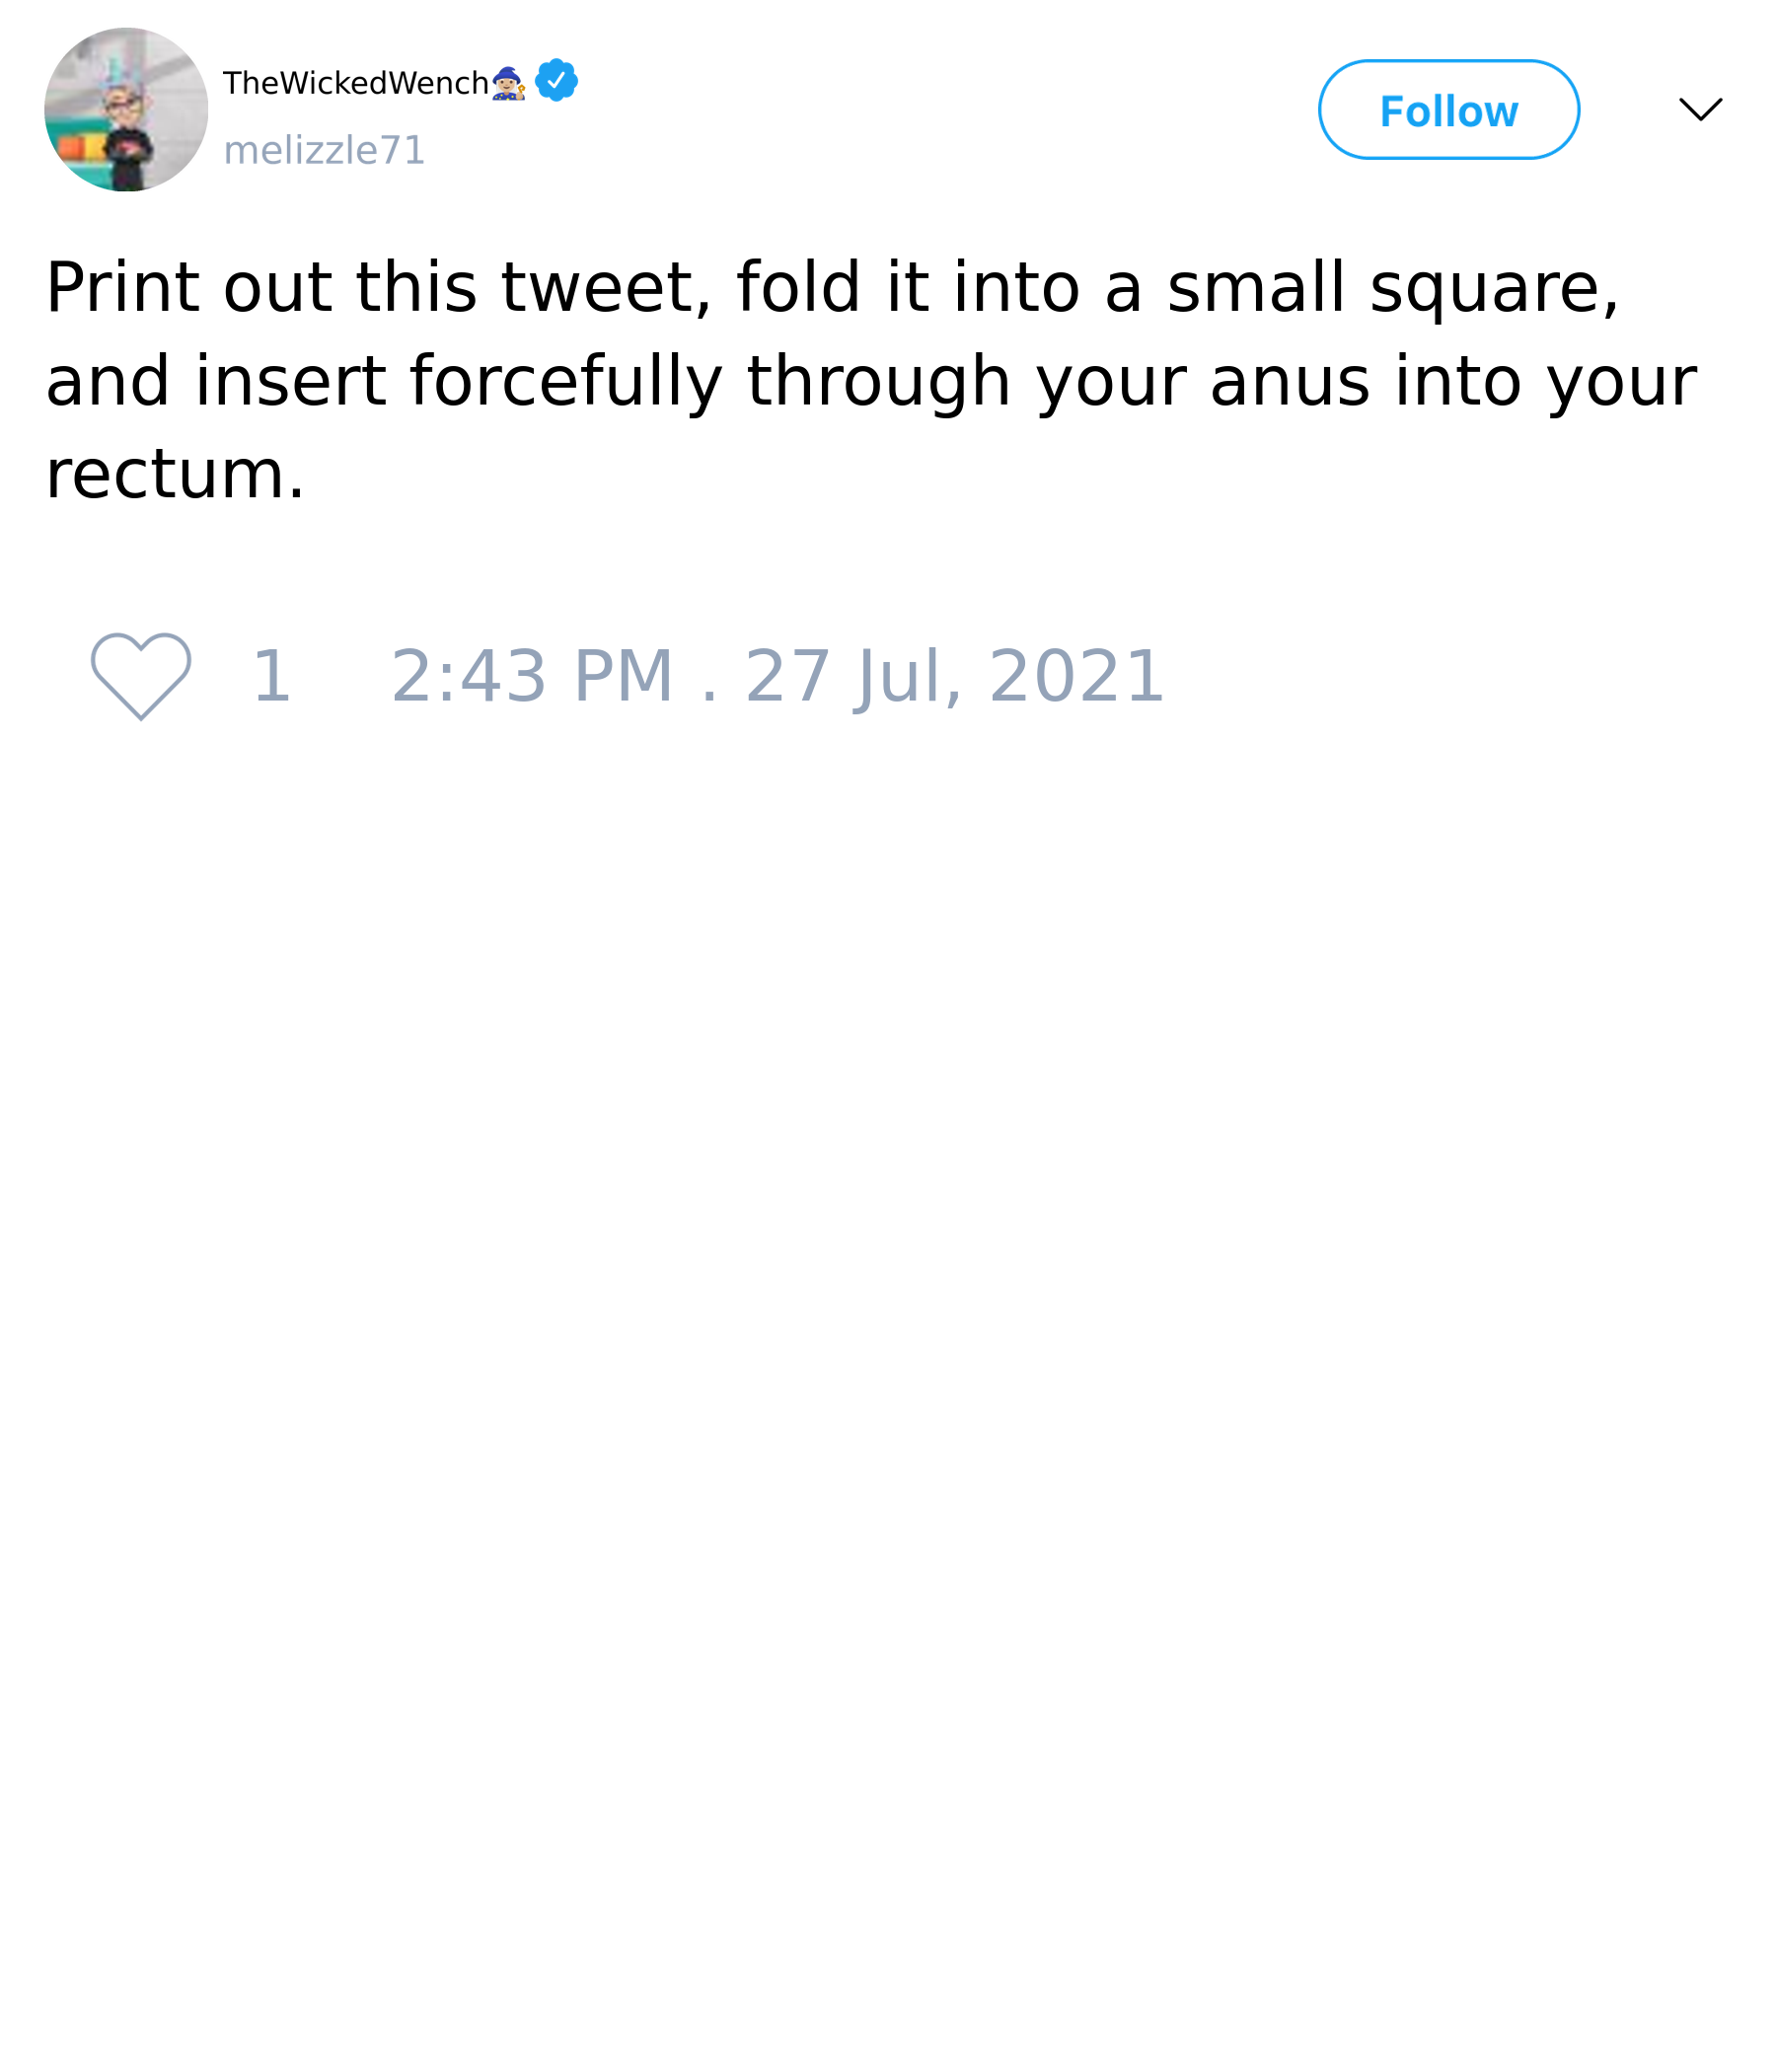 TheWickedWench🧙🏼
melizzle71
Follow
Print out this tweet, fold it into a small square,
and insert forcefully through your anus into your
rectum.
1 2:43 PM . 27 Jul, 2021